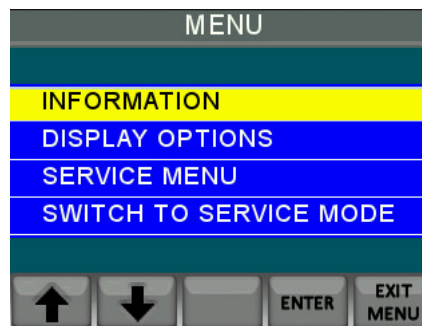 MENU
INFORMATION
DISPLAY OPTIONS
SERVICE MENU
SWITCH TO SERVICE MODE
ENTER
EXIT
MENU